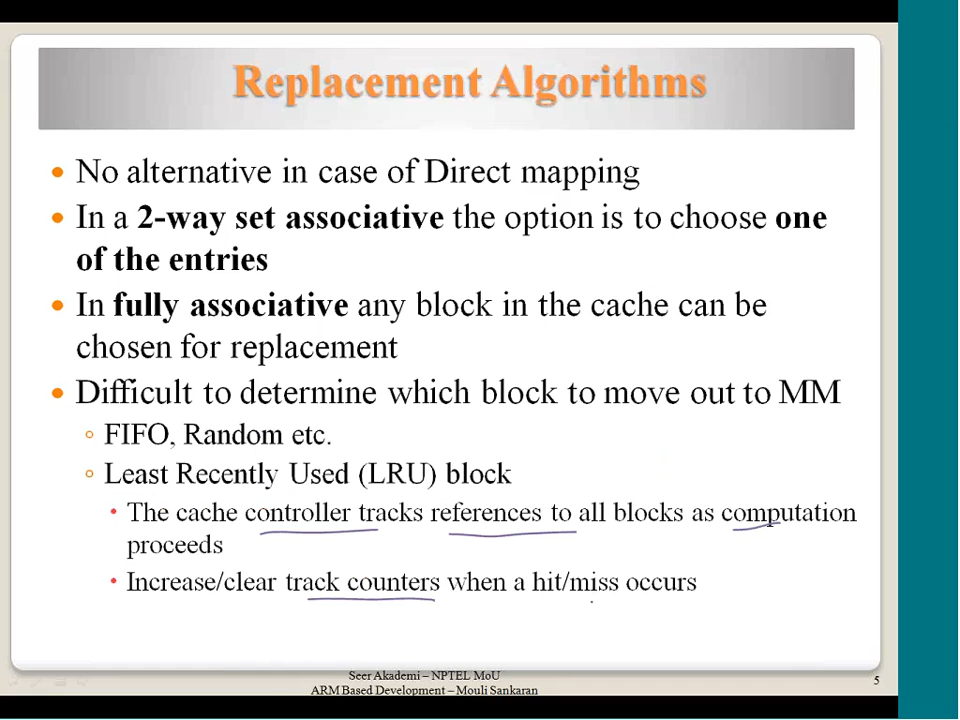 Replacement Algorithms
No alternative in case of Direct mapping
In a 2-way set associative the option is to choose one
of the entries
In fully associative any block in the cache can be
chosen for replacement
Difficult to determine which block to move out to MM
FIFO, Random etc.
Least Recently Used (LRU) block
The cache controller tracks references to all blocks as computation
proceeds
Increase/clear track counters when a hit/miss occurs
Seer Akademi – NPTEL MoU
ARM Based Development – Mouli Sankaran
5